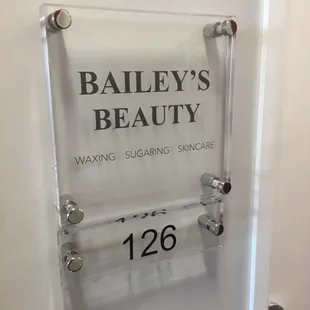 BAILEY'S
BEAUTY
WAXING SUGARING SKINCARE
126